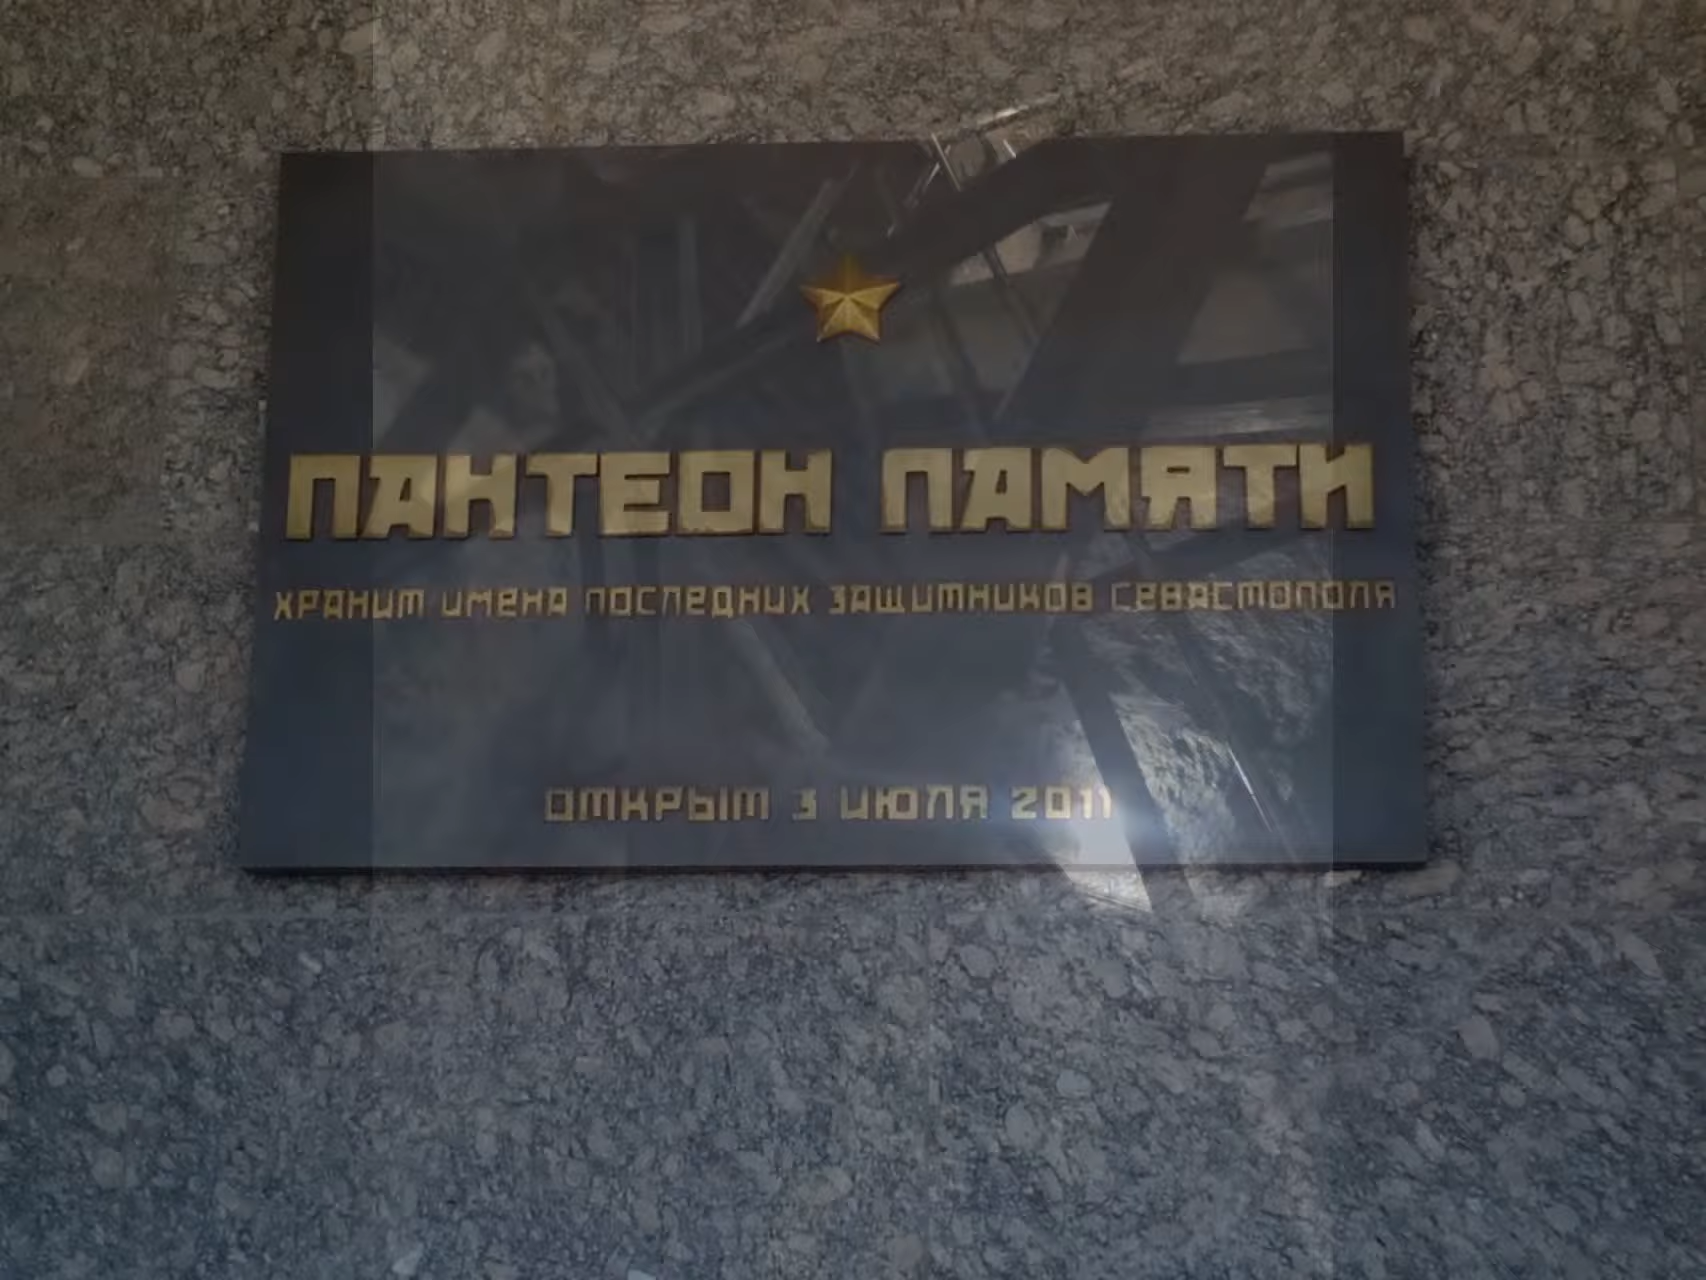 ПАНТЕОН ПАМЯТИ
ХРАНИТ ИМЕНА ПОСЛЕДНИХ ЗАЩИТНИКОВ СЕВАСТОПОЛЯ
ОТКРЫТ 3 ИЮЛЯ 2011